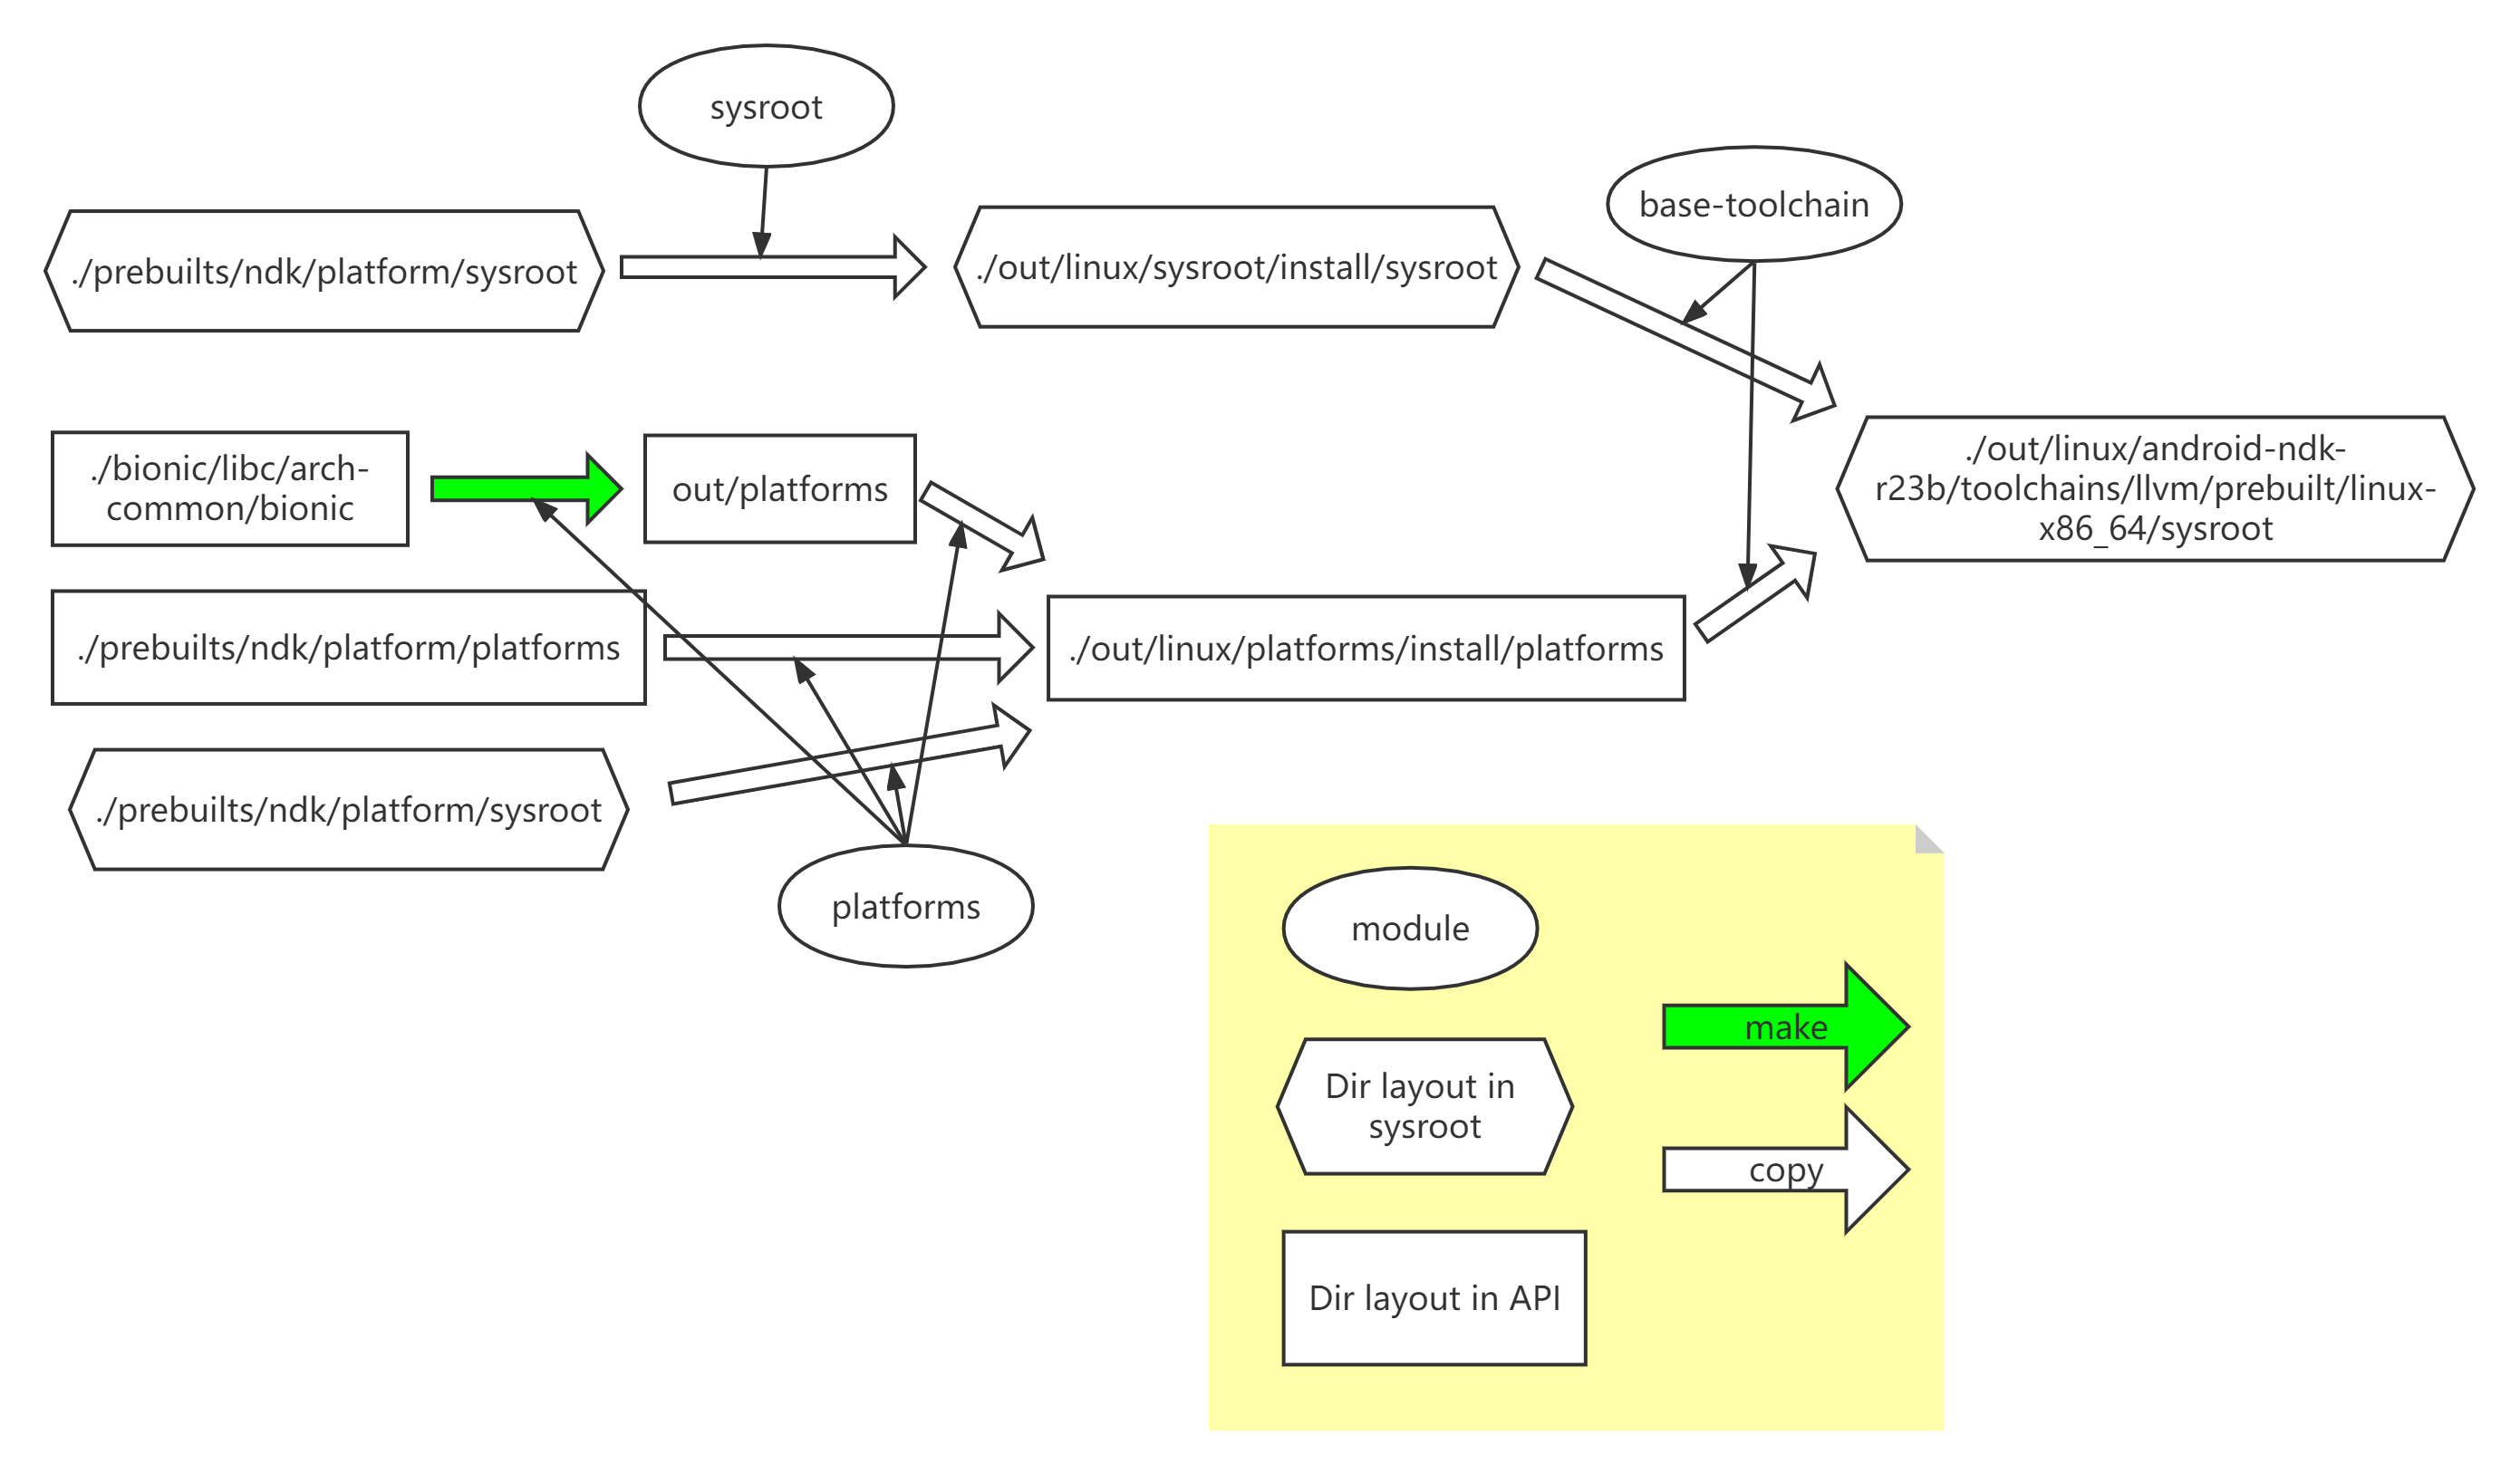 sysroot
base-toolchain
./prebuilts/ndk/platform/sysroot
./out/linux/sysroot/install/sysroot
./bionic/libc/arch-
common/bionic
out/platforms
./out/linux/android-ndk-
r23b/toolchains/llvm/prebuilt/linux-
x86_64/sysroot
./prebuilts/ndk/platform/platforms
./out/linux/platforms/install/platforms
./prebuilts/ndk/platform/sysroot
platforms
module
make
Dir layout in
sysroot
copy
Dir layout in API